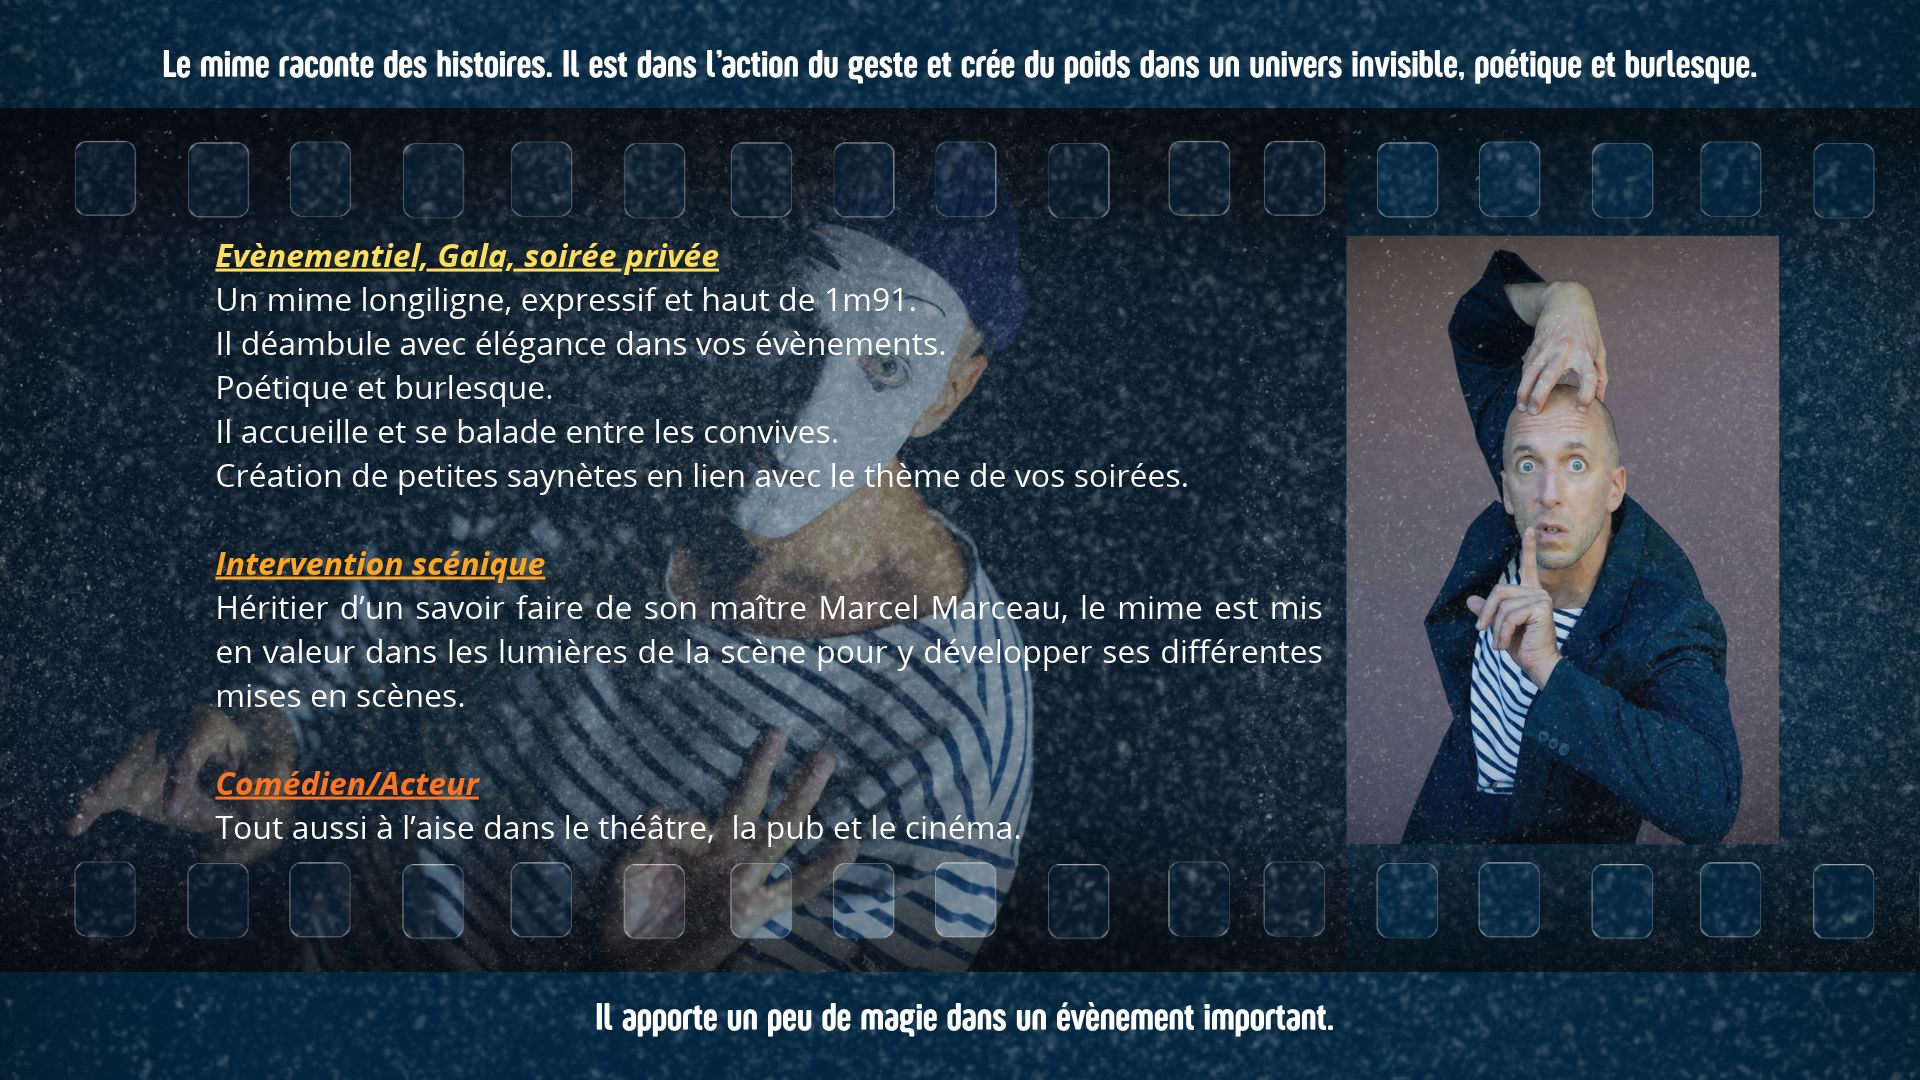 Le mime raconte des histoires. Il est dans l’action du geste et crée du poids dans un univers invisible, poétique et burlesque.
Evènementiel, Gala, soirée privée
Un mime longiligne, expressif et haut de 1m91.
Il déambule avec élégance dans vos évènements.
Poétique et burlesque.
Il accueille et se balade entre les convives.
Création de petites saynètes en lien avec le thème de vos soirées.
Intervention scénique
Héritier d’un savoir faire de son maître Marcel Marceau, le mime est mis
en valeur dans les lumières de la scène pour y développer ses différentes
mises en scènes.
Comédien/Acteur
Tout aussi à l’aise dans le théâtre,  la pub et le cinéma.
Il apporte un peu de magie dans un évènement important.